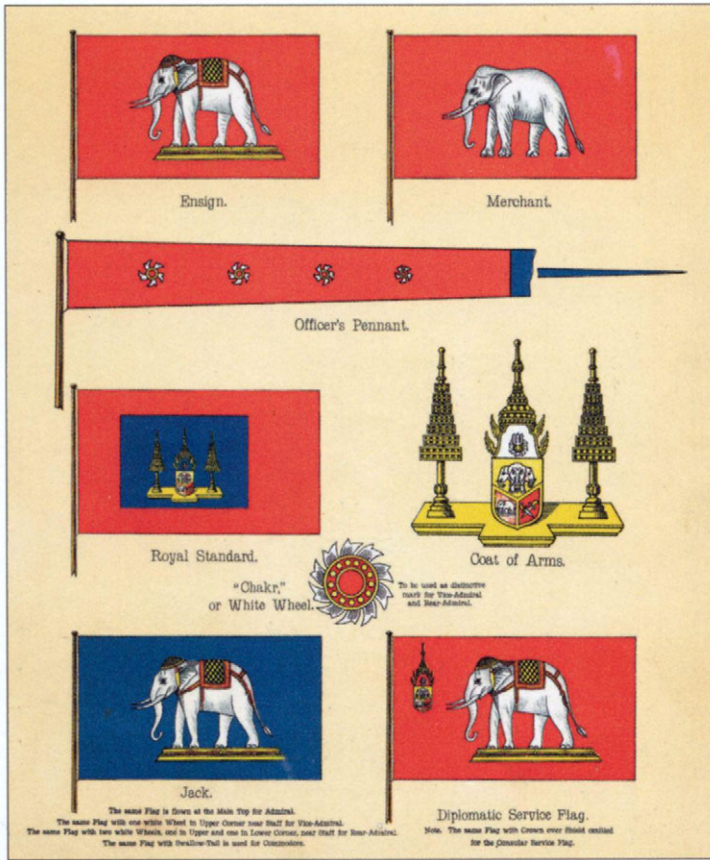 Ensign.
Merchant.
Officer's Pennant.
Royal Standard.
Coat of Arms.
"Chakr,"
or White Wheel.
To be used as distinctive
mark for Vice-Admiral
and Rear-Admiral.
Jack.
The same Flag is flown at the Main Top for Admiral.
The same Flag with one white Wheel in Upper Corner near Staff for Vice-Admiral.
The same Flag with two white Wheels, one in Upper and one in Lower Corner, near Staff for Rear-Admiral.
The same Flag with Swallow-Tail is used for Commodore.
Diplomatic Service Flag.
Note. The same Flag with Crown over Shield omitted
for the Consular Service Flag.